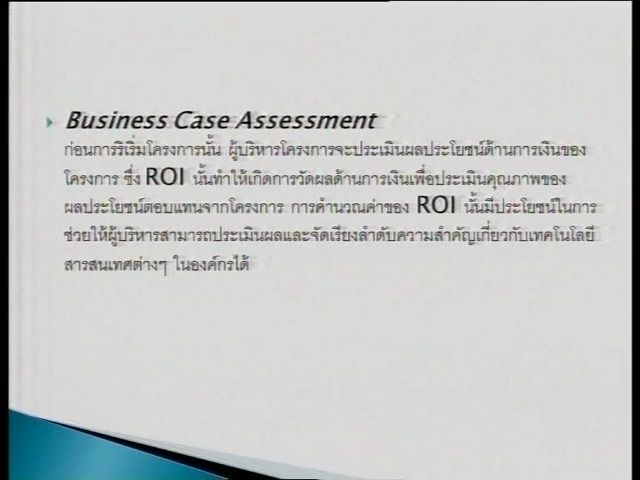 Business Case Assessment
ก่อนการริเริ่มโครงการนั้น ผู้บริหารโครงการจะประเมินผลประโยชน์ด้านการเงินของ
โครงการ ซึ่ง ROI นั้นทำให้เกิดการวัดผลด้านการเงินเพื่อประเมินคุณภาพของ
ผลประโยชน์ตอบแทนจากโครงการ การคำนวณค่าของ ROI นั้นมีประโยชน์ในการ
ช่วยให้ผู้บริหารสามารถประเมินผลและจัดเรียงลำดับความสำคัญเกี่ยวกับเทคโนโลยี
สารสนเทศต่างๆ ในองค์กรได้